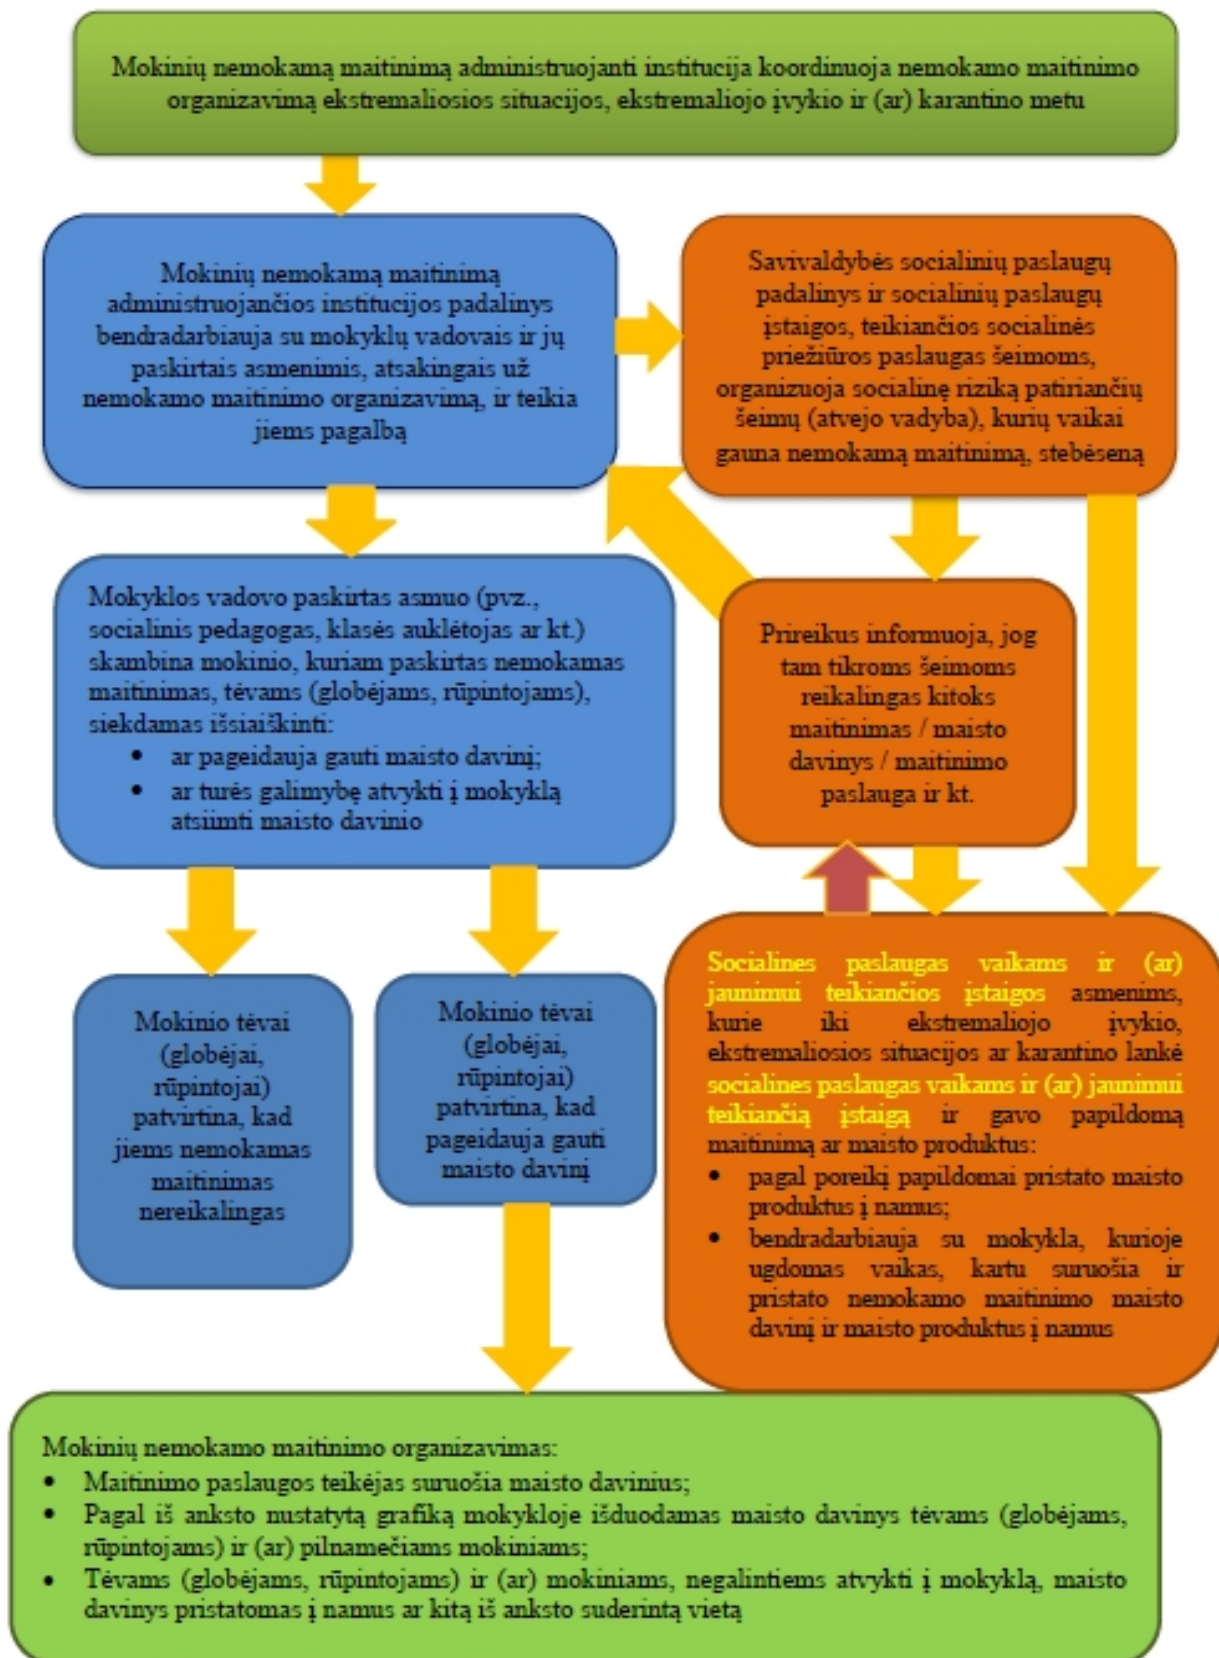 Mokinių nemokamą maitinimą administruojanti institucija koordinuoja nemokamo maitinimo
organizavimą ekstremaliosios situacijos, ekstremaliojo įvykio ir (ar) karantino metu
Mokinių nemokamą maitinimą
administruojančios institucijos padalinys
bendradarbiauja su mokyklų vadovais ir jų
paskirtais asmenimis, atsakingais už
nemokamo maitinimo organizavimą, ir teikia
jiems pagalbą
Savivaldybės socialinių paslaugų
padalinys ir socialinių paslaugų
įstaigos, teikiančios socialinės
priežiūros paslaugas šeimoms,
organizuoja socialinę riziką patiriančių
šeimų (atvejo vadyba), kurių vaikai
gauna nemokamą maitinimą, stebėseną
Mokyklos vadovo paskirtas asmuo (pvz.,
socialinis pedagogas, klasės auklėtojas ar kt.)
skambina mokinio, kuriam paskirtas nemokamas
maitinimas, tėvams (globėjams, rūpintojams),
siekdamas išsiaiškinti:
• ar pageidauja gauti maisto davinį;
• ar turės galimybę atvykti į mokyklą
atsiimti maisto davinio
Prireikus informuoja, jog
tam tikroms šeimoms
reikalingas kitoks
maitinimas / maisto
davinys / maitinimo
paslauga ir kt.
Mokinio tėvai
(globėjai,
rūpintojai)
patvirtina, kad
jiems nemokamas
maitinimas
nereikalingas
Mokinio tėvai
(globėjai,
rūpintojai)
patvirtina, kad
pageidauja gauti
maisto davinį
Socialines paslaugas vaikams ir (ar)
jaunimui teikiančios įstaigos asmenims,
kurie iki ekstremaliojo įvykio,
ekstremaliosios situacijos ar karantino lankė
socialines paslaugas vaikams ir (ar) jaunimui
teikiančią įstaigą ir gavo papildomą
maitinimą ar maisto produktus:
• pagal poreikį papildomai pristato maisto
produktus į namus;
• bendradarbiauja su mokykla, kurioje
ugdomas vaikas, kartu suruošia ir
pristato nemokamo maitinimo maisto
davinį ir maisto produktus į namus
Mokinių nemokamo maitinimo organizavimas:
• Maitinimo paslaugos teikėjas suruošia maisto davinius;
• Pagal iš anksto nustatytą grafiką mokykloje išduodamas maisto davinys tėvams (globėjams,
rūpintojams) ir (ar) pilnamečiams mokiniams;
• Tėvams (globėjams, rūpintojams) ir (ar) mokiniams, negalintiems atvykti į mokyklą, maisto
davinys pristatomas į namus ar kitą iš anksto suderintą vietą